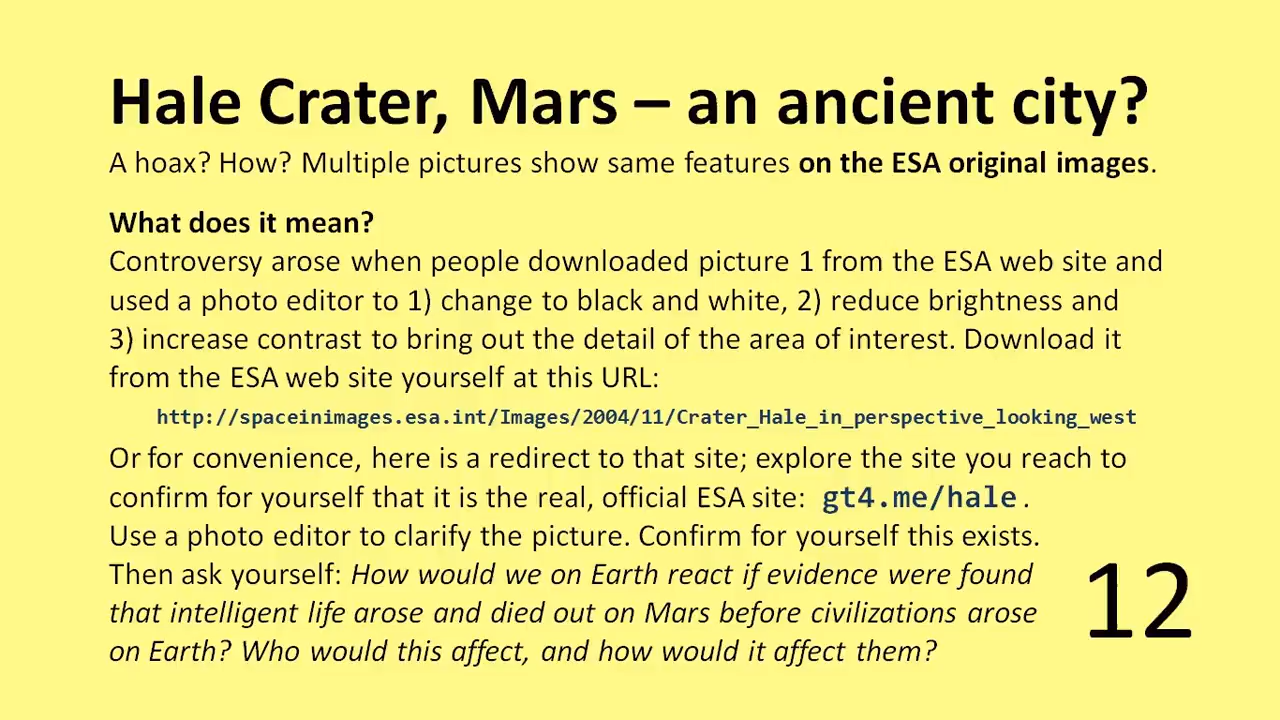 Hale Crater, Mars – an ancient city?
A hoax? How? Multiple pictures show same features on the ESA original images.
What does it mean?
Controversy arose when people downloaded picture 1 from the ESA web site and
used a photo editor to 1) change to black and white, 2) reduce brightness and
3) increase contrast to bring out the detail of the area of interest. Download it
from the ESA web site yourself at this URL:
http://spaceinimages.esa.int/Images/2004/11/Crater_Hale_in_perspective_looking_west
Or for convenience, here is a redirect to that site; explore the site you reach to
confirm for yourself that it is the real, official ESA site: gt4.me/hale.
Use a photo editor to clarify the picture. Confirm for yourself this exists.
Then ask yourself: How would we on Earth react if evidence were found
that intelligent life arose and died out on Mars before civilizations arose
on Earth? Who would this affect, and how would it affect them?
12